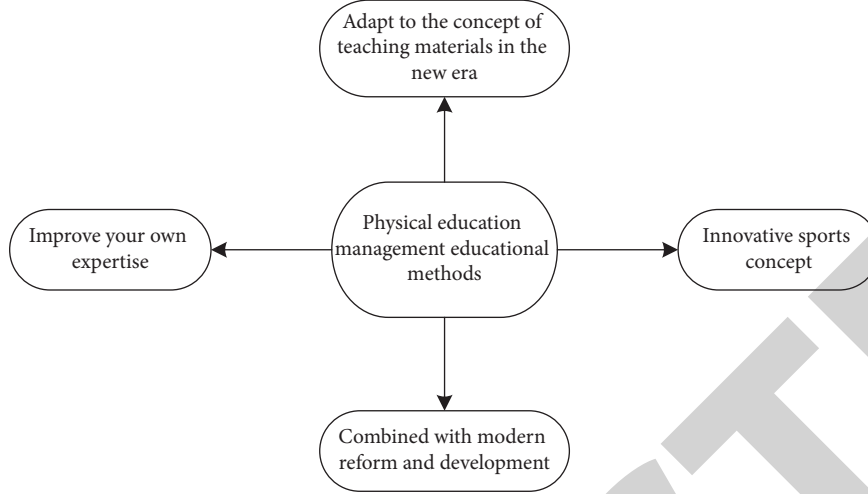 Adapt to the concept of
teaching materials in the
new era
Improve your own
expertise
Physical education
management educational
methods
Innovative sports
concept
Combined with modern
reform and development